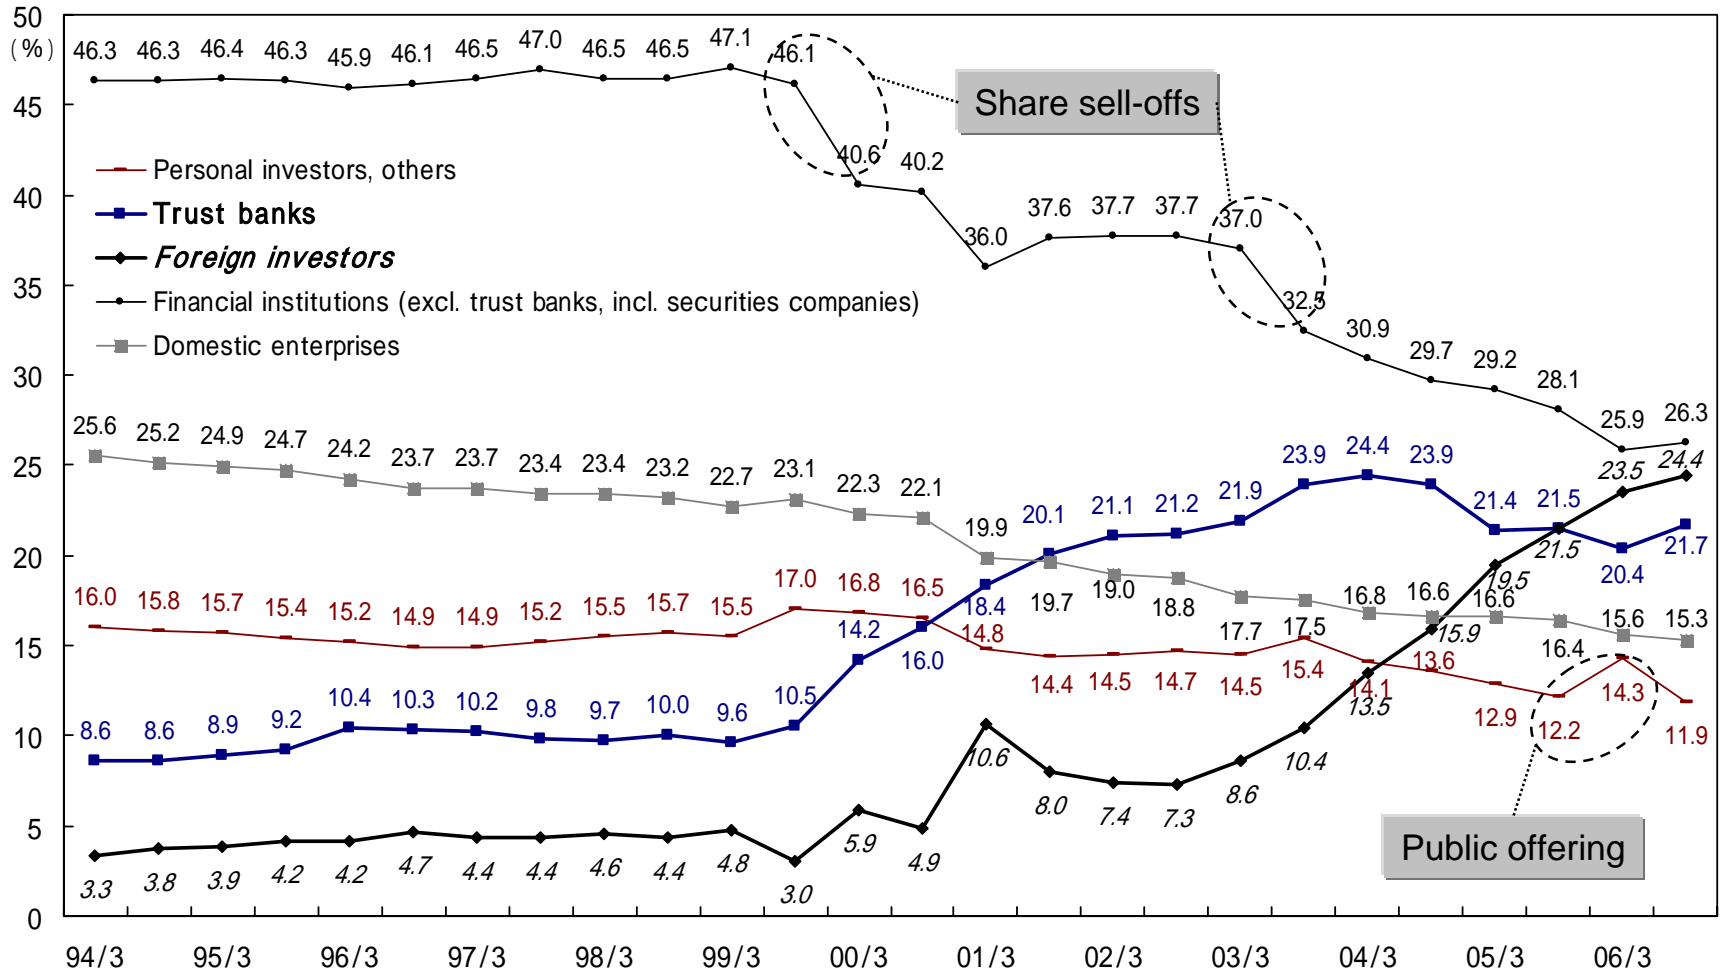 50
(%)
46.3 46.3 46.4 46.3 45.9 46.1 46.5 47.0 46.5 46.5 47.1 46.1 40.6 40.2 36.0 37.6 37.7 37.7 37.0 32.5 30.9 29.7 29.2 28.1 25.9 26.3
Share sell-offs
45
40
35
30
25
20
15
10
5
0
Personal investors, others
Trust banks
Foreign investors
Financial institutions (excl. trust banks, incl. securities companies)
Domestic enterprises
25.6 25.2 24.9 24.7 24.2 23.7 23.7 23.4 23.4 23.2 22.7 23.1 22.3 22.1 19.9 19.7 19.0 18.8 17.7 17.5 16.8 16.6 16.6 16.4 15.6 15.3
16.0 15.8 15.7 15.4 15.2 14.9 14.9 15.2 15.5 15.7 15.5 17.0 16.8 16.5 14.8 14.4 14.5 14.7 14.5 15.4 14.1 13.6 12.9 12.2 14.3 11.9
8.6 8.6 8.9 9.2 10.4 10.3 10.2 9.8 9.7 10.0 9.6 10.5 14.2 16.0 18.4 20.1 21.1 21.2 21.9 23.9 24.4 23.9 21.4 21.5 20.4 21.7
3.3 3.8 3.9 4.2 4.2 4.7 4.4 4.4 4.6 4.4 4.8 3.0 5.9 4.9 10.6 8.0 7.4 7.3 8.6 10.4 13.5 15.9 19.5 21.5 23.5 24.4
Public offering
94/3 95/3 96/3 97/3 98/3 99/3 00/3 01/3 02/3 03/3 04/3 05/3 06/3